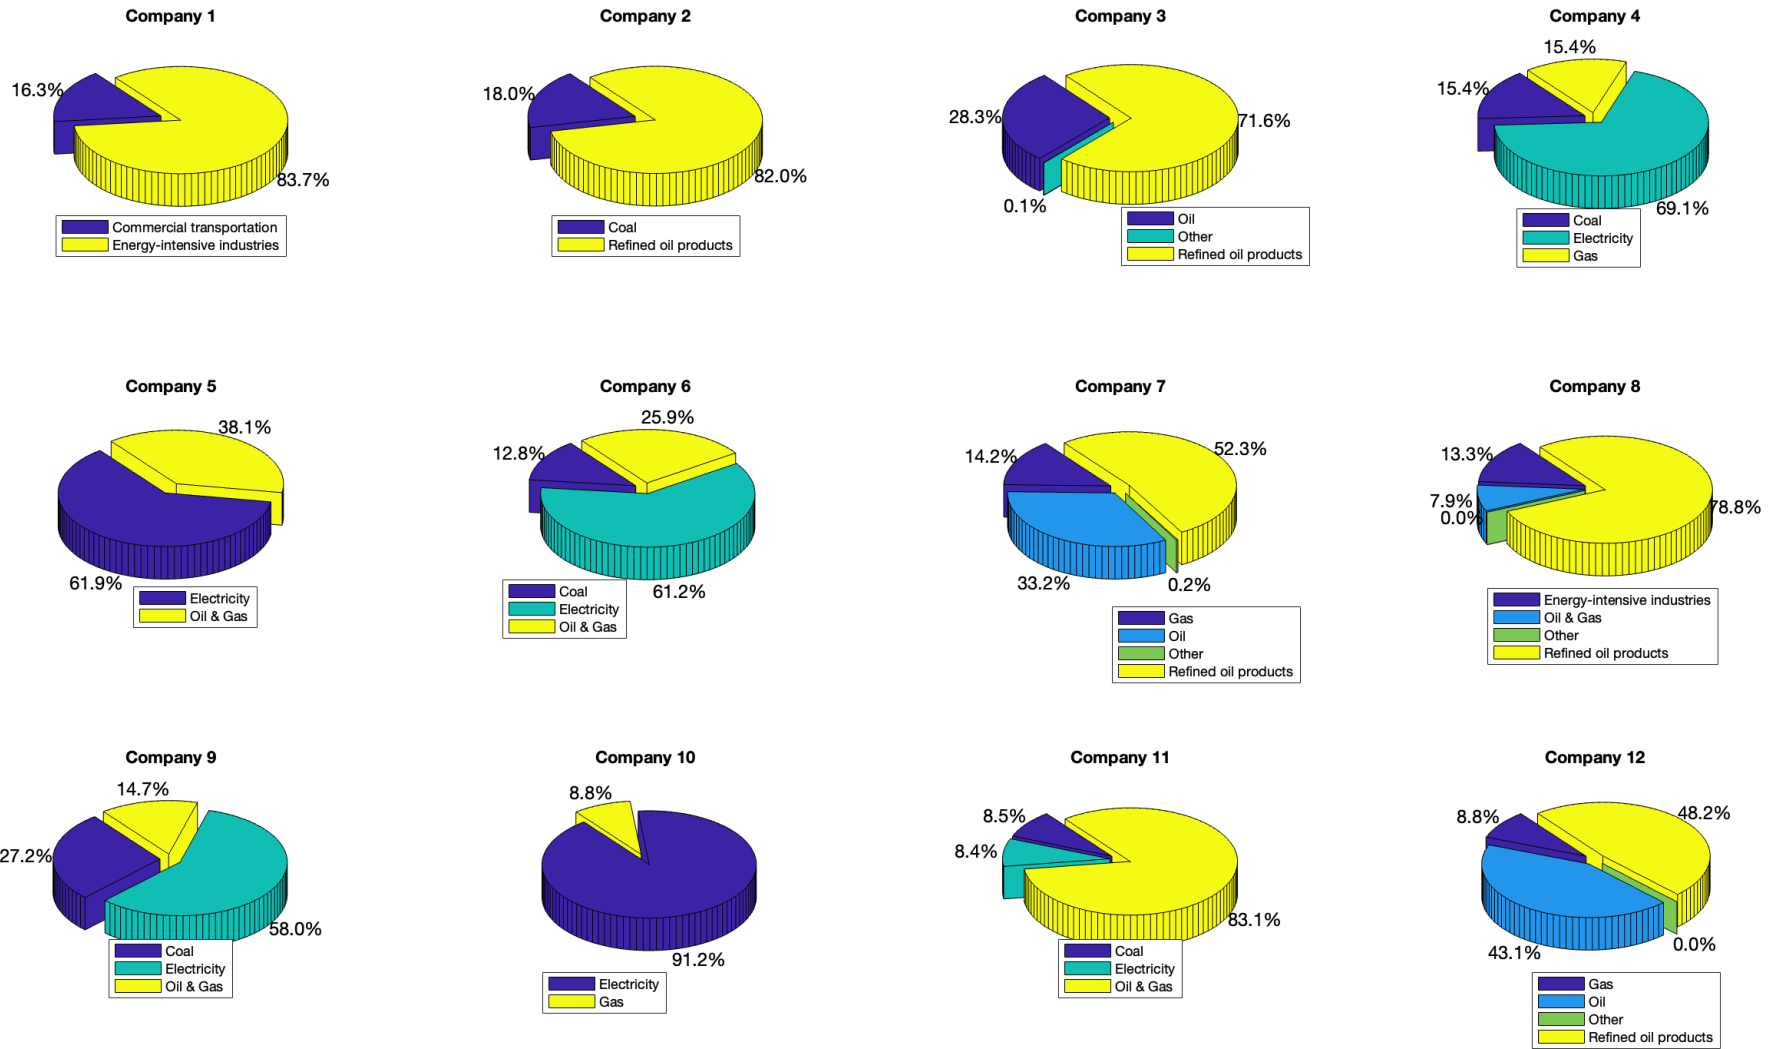 Company 1
16.3%
83.7%
Commercial transportation
Energy-intensive industries
Company 2
18.0%
82.0%
Coal
Refined oil products
Company 3
28.3%
71.6%
0.1%
Oil
Other
Refined oil products
Company 4
15.4%
15.4%
69.1%
Coal
Electricity
Gas
Company 5
38.1%
61.9%
Electricity
Oil & Gas
Company 6
25.9%
12.8%
61.2%
Coal
Electricity
Oil & Gas
Company 7
14.2%
52.3%
33.2%
0.2%
Gas
Oil
Other
Refined oil products
Company 8
13.3%
7.9%
0.0%
78.8%
Energy-intensive industries
Oil & Gas
Other
Refined oil products
Company 9
14.7%
27.2%
58.0%
Coal
Electricity
Oil & Gas
Company 10
8.8%
91.2%
Electricity
Gas
Company 11
8.5%
8.4%
83.1%
Coal
Electricity
Oil & Gas
Company 12
8.8%
48.2%
43.1%
0.0%
Gas
Oil
Other
Refined oil products